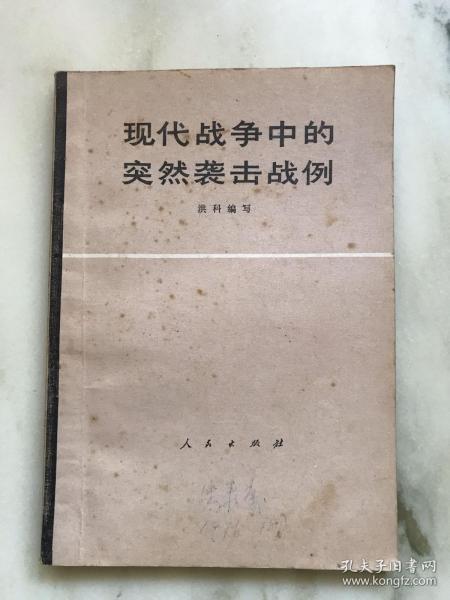 现代战争中的
突然袭击战例
洪科编写
人民出版社
孔夫子旧书网
www.kongfz.com